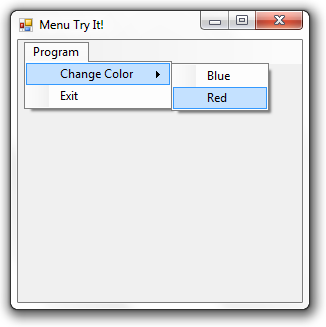 Menu Try It!
Program
Change Color
Blue
Exit
Red